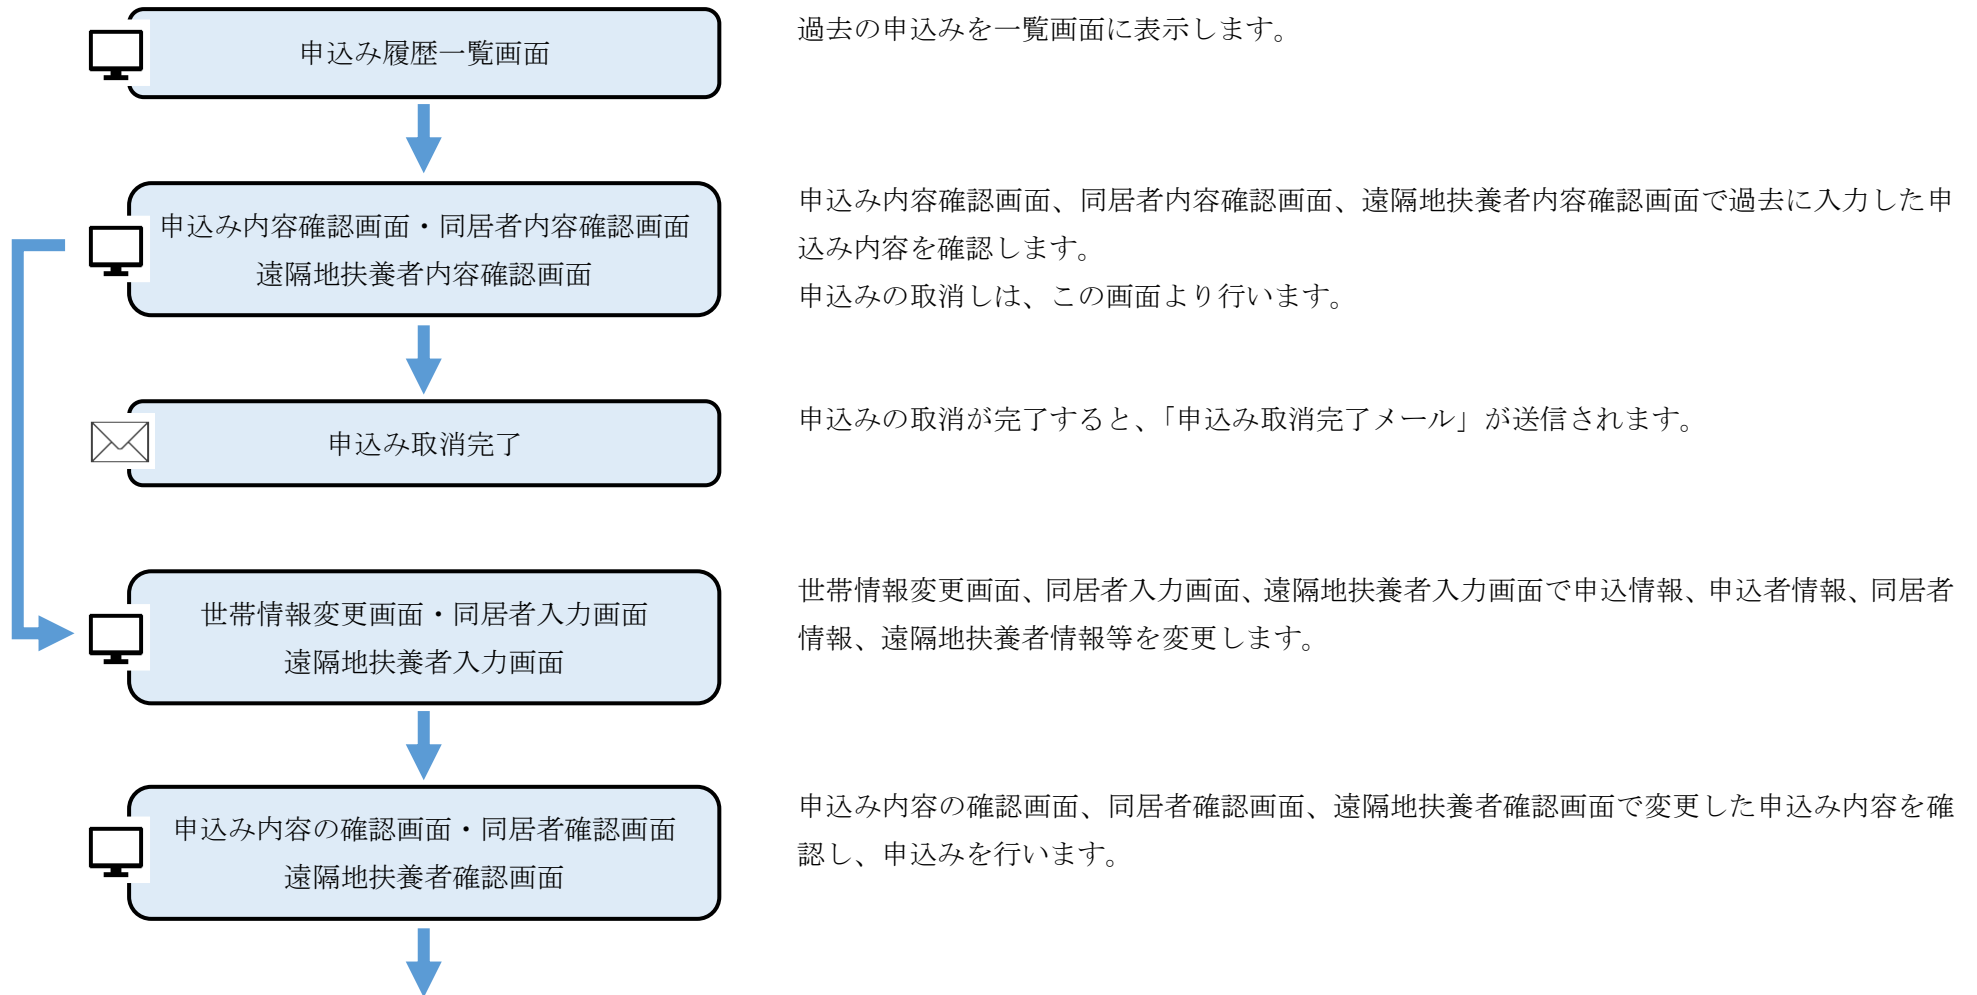 申込み履歴一覧画面
過去の申込みを一覧画面に表示します。
申込み内容確認画面・同居者内容確認画面
遠隔地扶養者内容確認画面
申込み内容確認画面、同居者内容確認画面、遠隔地扶養者内容確認画面で過去に入力した申
込み内容を確認します。
申込みの取消しは、この画面より行います。
申込み取消完了
申込みの取消が完了すると、「申込み取消完了メール」が送信されます。
世帯情報変更画面・同居者入力画面
遠隔地扶養者入力画面
世帯情報変更画面、同居者入力画面、遠隔地扶養者入力画面で申込情報、申込者情報、同居者
情報、遠隔地扶養者情報等を変更します。
申込み内容の確認画面・同居者確認画面
遠隔地扶養者確認画面
申込み内容の確認画面、同居者確認画面、遠隔地扶養者確認画面で変更した申込み内容を確
認し、申込みを行います。